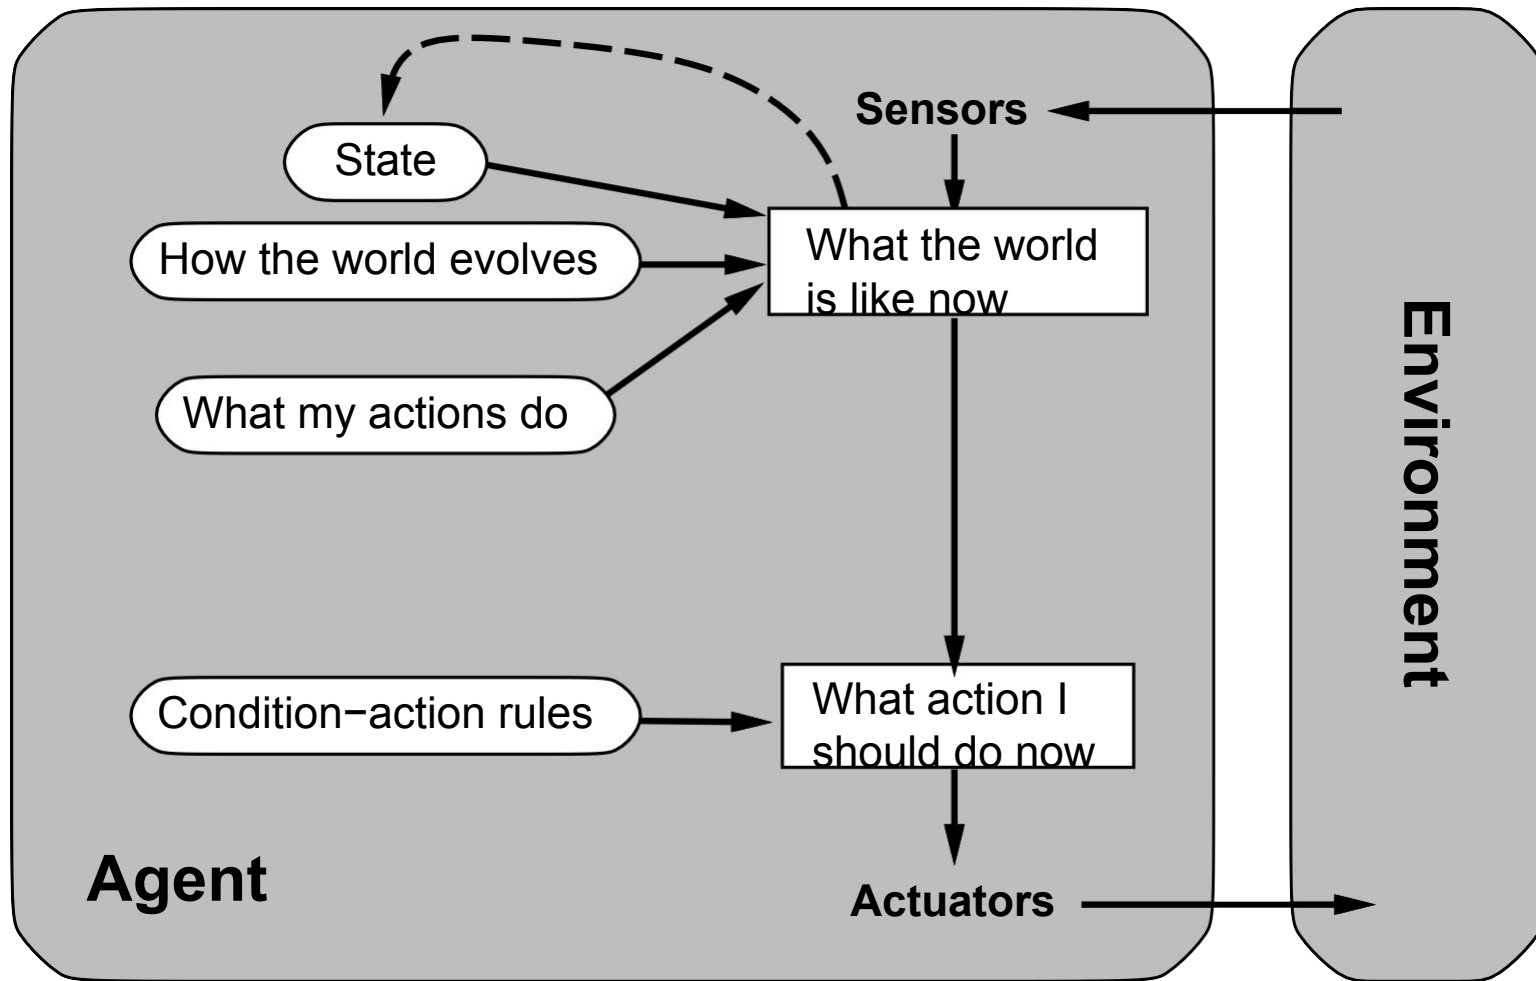 Sensors
State
What the world
is like now
How the world evolves
What my actions do
Environment
Condition−action rules
What action I
should do now
Agent
Actuators